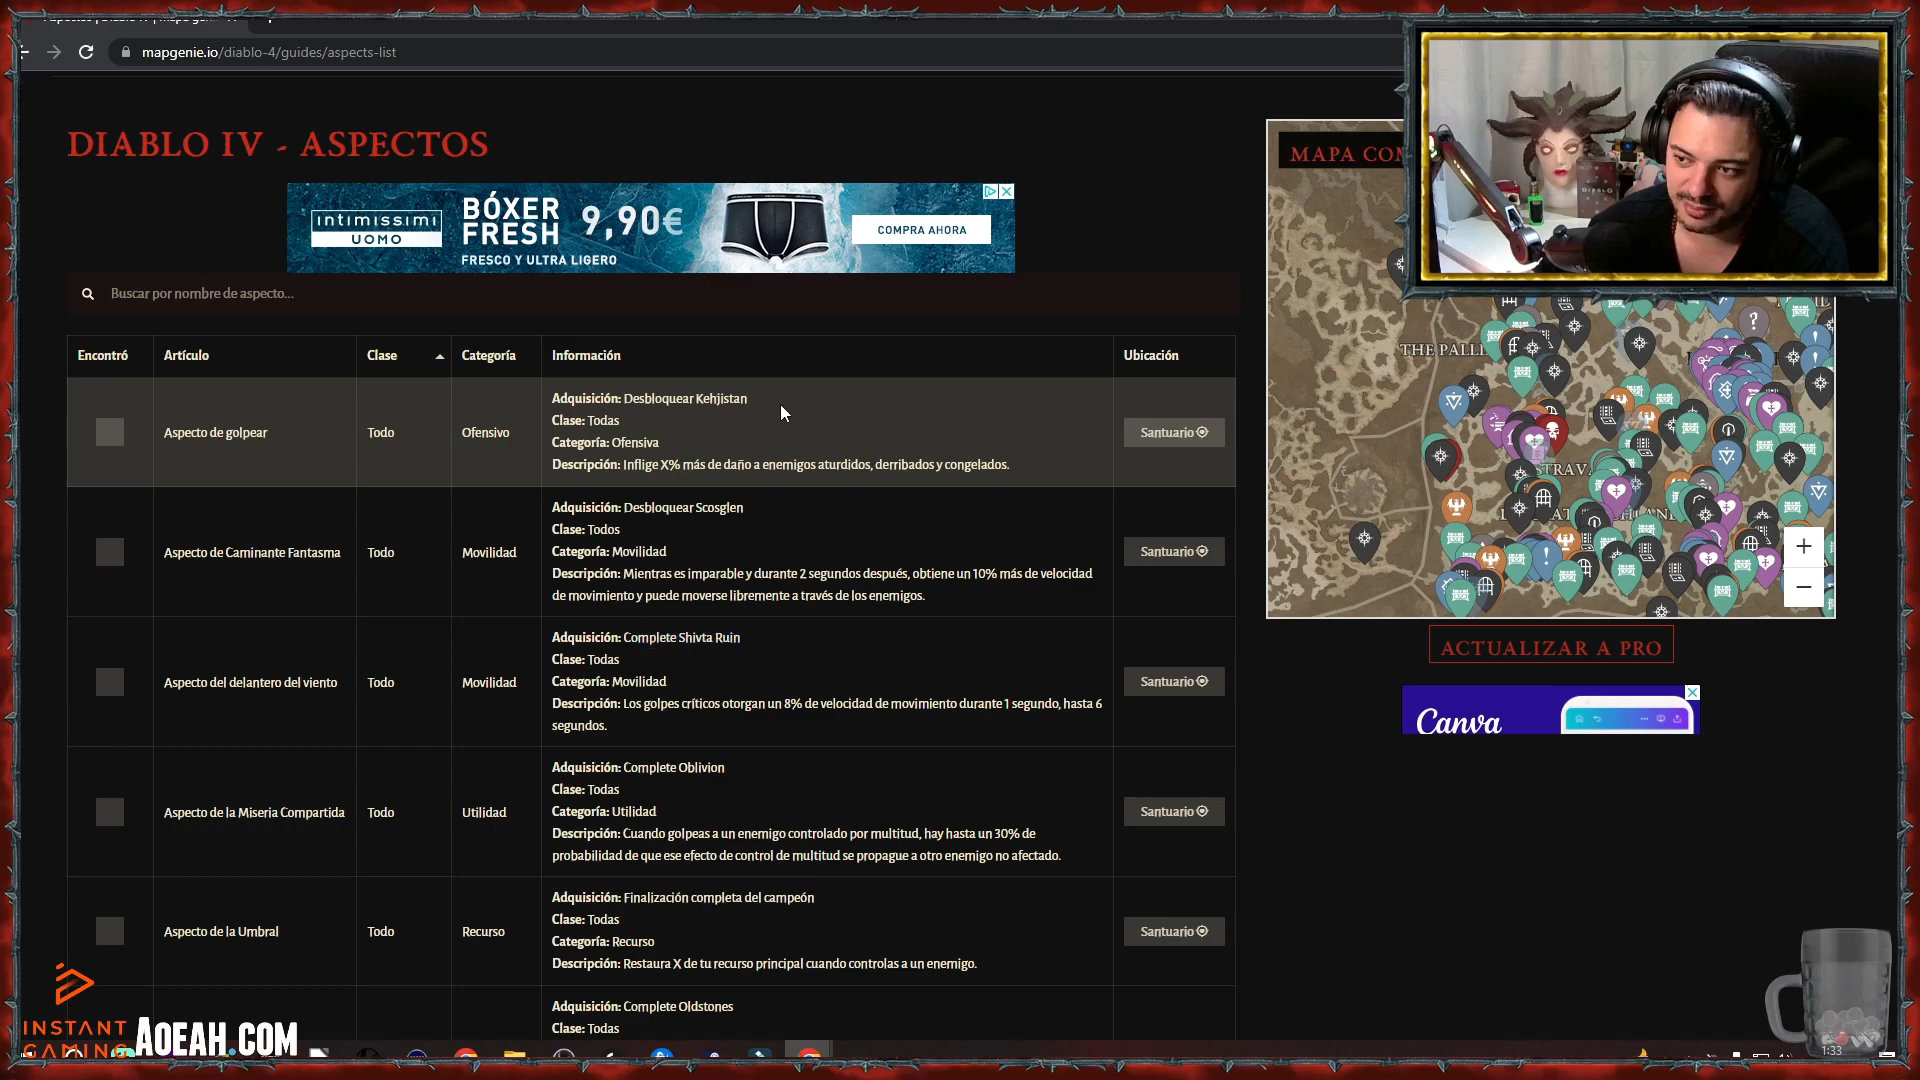 mapgenie.io/diablo-4/guides/aspects-list
DIABLO IV - ASPECTOS
intimissimi
UOMO
BÓXER
FRESH
9,90€
FRESCO Y ULTRA LIGERO
COMPRA AHORA
Buscar por nombre de aspecto...
Encontró Artículo Clase Categoría Información Ubicación
Aspecto de golpear Todo Ofensivo
Adquisición: Desbloquear Kehjistan
Clase: Todas
Categoría: Ofensiva
Descripción: Inflige X% más de daño a enemigos aturdidos, derribados y congelados.
Santuario
Aspecto de Caminante Fantasma Todo Movilidad
Adquisición: Desbloquear Scosglen
Clase: Todos
Categoría: Movilidad
Descripción: Mientras es imparable y durante 2 segundos después, obtiene un 10% más de velocidad
de movimiento y puede moverse libremente a través de los enemigos.
Santuario
Aspecto del delantero del viento Todo Movilidad
Adquisición: Complete Shivta Ruin
Clase: Todas
Categoría: Movilidad
Descripción: Los golpes críticos otorgan un 8% de velocidad de movimiento durante 1 segundo, hasta 6
segundos.
Santuario
Aspecto de la Miseria Compartida Todo Utilidad
Adquisición: Complete Oblivion
Clase: Todas
Categoría: Utilidad
Descripción: Cuando golpeas a un enemigo controlado por multitud, hay hasta un 30% de
probabilidad de que ese efecto de control de multitud se propague a otro enemigo no afectado.
Santuario
Aspecto de la Umbral Todo Recurso
Adquisición: Finalización completa del campeón
Clase: Todas
Categoría: Recurso
Descripción: Restaura X de tu recurso principal cuando controlas a un enemigo.
Santuario
Adquisición: Complete Oldstones
Clase: Todas
MAPA
THE
DIABLO
+
−
ACTUALIZAR A PRO
Canva
INSTANT
GAMING
AOEAH.COM
1:33